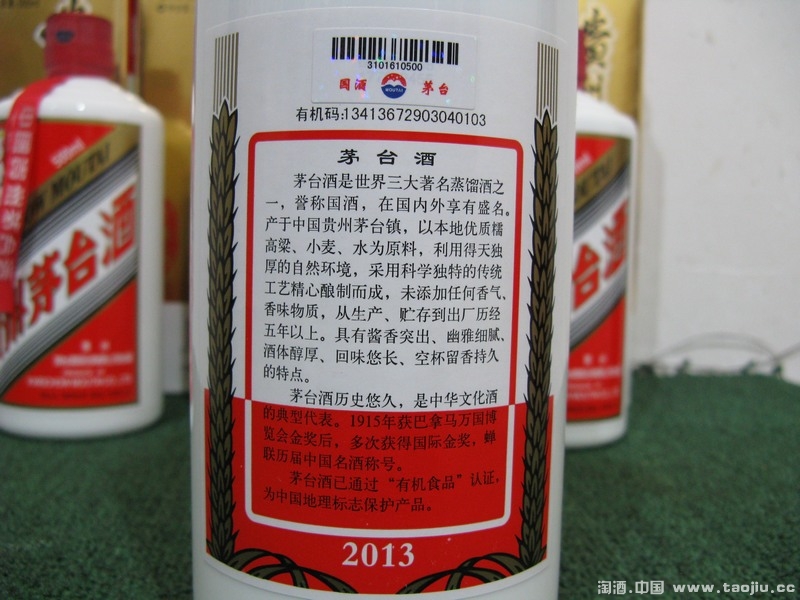 3101610500
国酒 MOUTAI 茅台
有机码:13413672903040103
茅台酒
茅台酒是世界三大著名蒸馏酒之
一，誉称国酒，在国内外享有盛名。
产于中国贵州茅台镇，以本地优质糯
高粱、小麦、水为原料，利用得天独
厚的自然环境，采用科学独特的传统
工艺精心酿制而成，未添加任何香气、
香味物质，从生产、贮存到出厂历经
五年以上。具有酱香突出、幽雅细腻、
酒体醇厚、回味悠长、空杯留香持久
的特点。
茅台酒历史悠久，是中华文化酒
的典型代表。1915年获巴拿马万国博
览会金奖后，多次获得国际金奖，蝉
联历届中国名酒称号。
茅台酒已通过“有机食品”认证，
为中国地理标志保护产品。
2013
茅台酒
500ml
MOUTAI
台酒
淘酒.中国 www.taojiu.cc